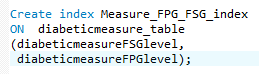 Create index Measure_FPG_FSG_index
ON diabeticmeasure_table
(diabeticmeasureFSGlevel,
diabeticmeasureFPGlevel);